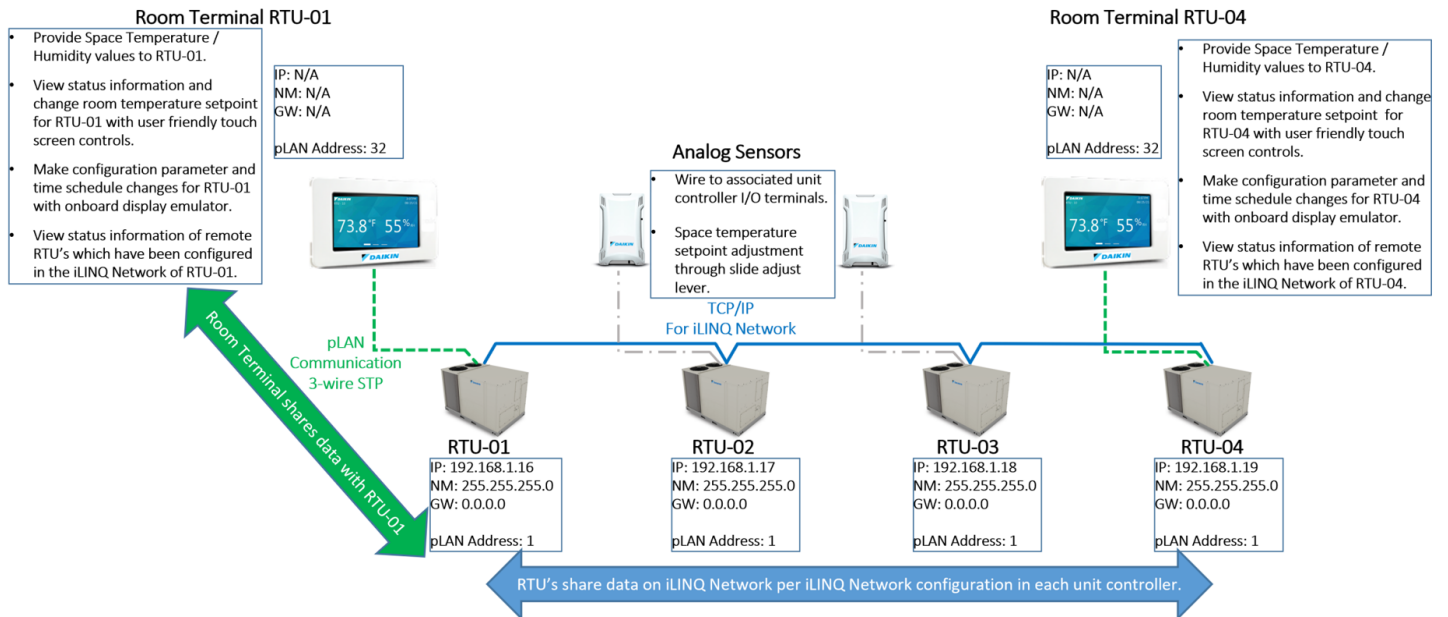 Room Terminal RTU-01
• Provide Space Temperature /
Humidity values to RTU-01.
• View status information and
change room temperature setpoint
for RTU-01 with user friendly touch
screen controls.
• Make configuration parameter and
time schedule changes for RTU-01
with onboard display emulator.
• View status information of remote
RTU's which have been configured
in the iLINQ Network of RTU-01.
IP: N/A
NM: N/A
GW: N/A
pLAN Address: 32
DAIKIN
73.8°F 55%
DAIKIN
Analog Sensors
• Wire to associated unit
controller I/O terminals.
• Space temperature
setpoint adjustment
through slide adjust
lever.
DAIKIN
DAIKIN
Room Terminal RTU-04
IP: N/A
NM: N/A
GW: N/A
pLAN Address: 32
DAIKIN
73.8°F 55%
DAIKIN
• Provide Space Temperature /
Humidity values to RTU-04.
• View status information and change
room temperature setpoint for
RTU-04 with user friendly touch
screen controls.
• Make configuration parameter and
time schedule changes for RTU-04
with onboard display emulator.
• View status information of remote
RTU's which have been configured
in the iLINQ Network of RTU-04.
TCP/IP
For iLINQ Network
pLAN
Communication
3-wire STP
Room Terminal shares data with RTU-01
RTU-01
IP: 192.168.1.16
NM: 255.255.255.0
GW: 0.0.0.0
pLAN Address: 1
RTU-02
IP: 192.168.1.17
NM: 255.255.255.0
GW: 0.0.0.0
pLAN Address: 1
RTU-03
IP: 192.168.1.18
NM: 255.255.255.0
GW: 0.0.0.0
pLAN Address: 1
RTU-04
IP: 192.168.1.19
NM: 255.255.255.0
GW: 0.0.0.0
pLAN Address: 1
RTU's share data on iLINQ Network per iLINQ Network configuration in each unit controller.